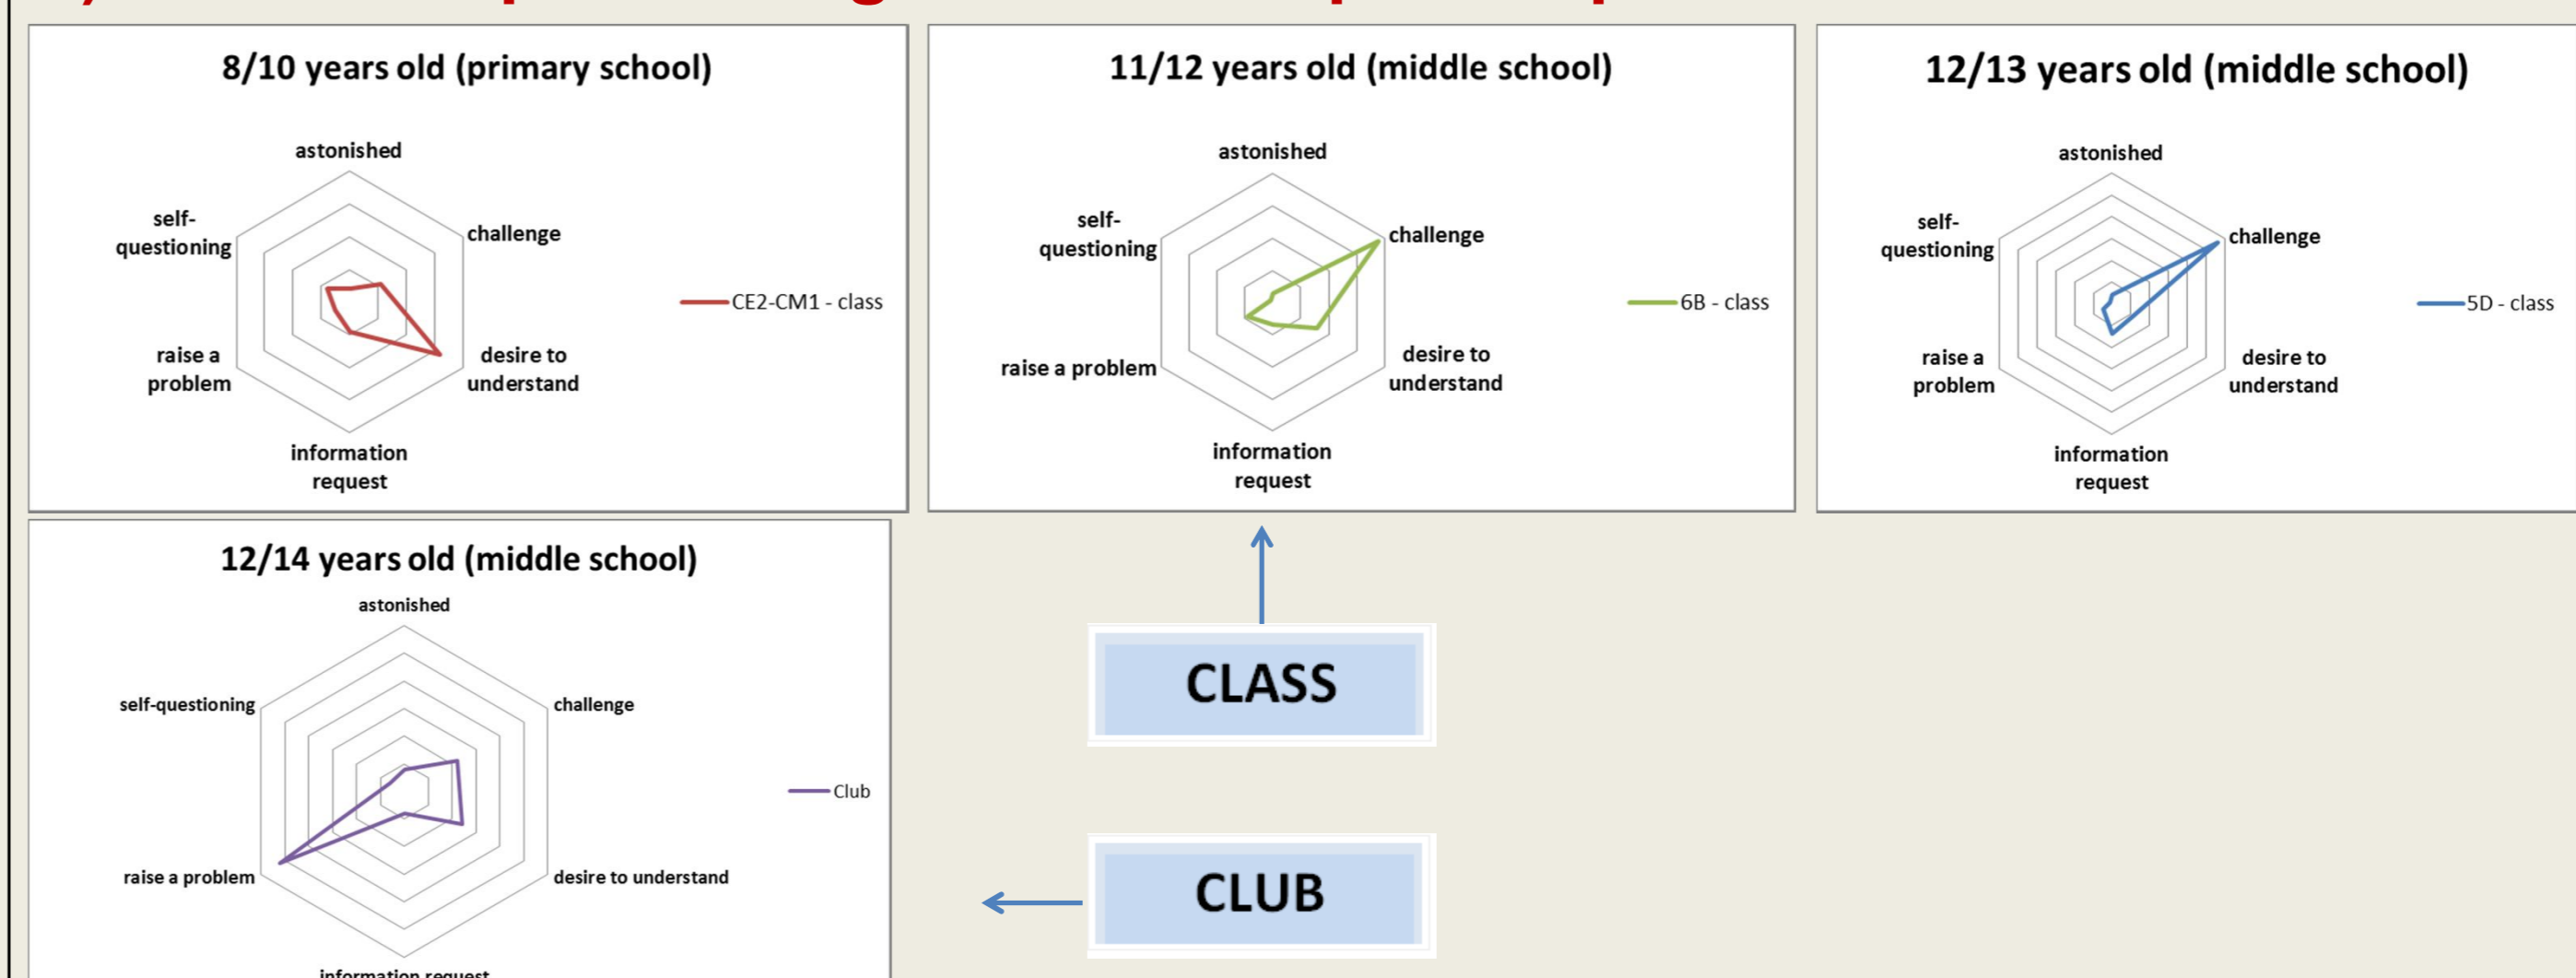 8/10 years old (primary school)
astonished
self-
questioning
challenge
CE2-CM1 - class
raise a
problem
desire to
understand
information
request
11/12 years old (middle school)
astonished
self-
questioning
challenge
6B - class
raise a problem
desire to
understand
information
request
12/13 years old (middle school)
astonished
self-
questioning
challenge
5D - class
raise a
problem
desire to
understand
information
request
12/14 years old (middle school)
astonished
self-questioning
challenge
Club
raise a problem
desire to understand
information request
CLASS
CLUB